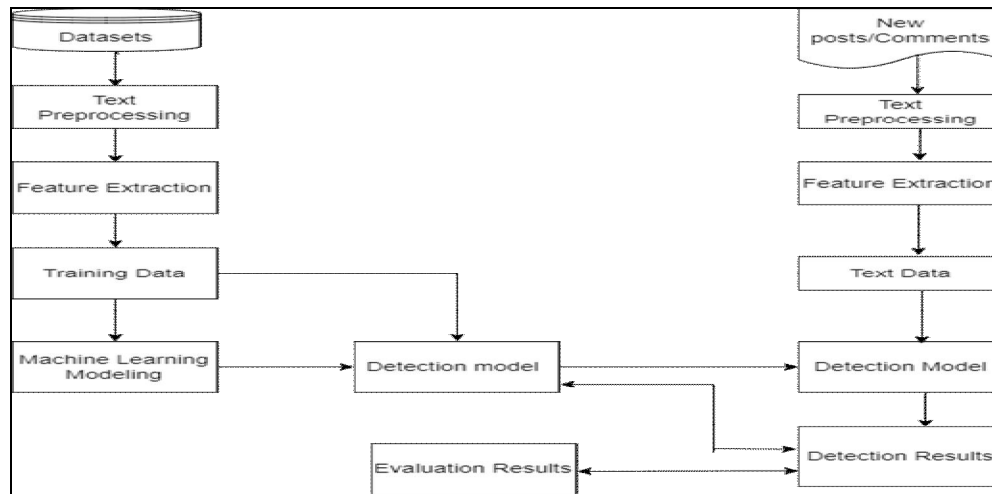 Datasets
Text
Preprocessing
Feature Extraction
Training Data
Machine Learning
Modeling
Detection model
Evaluation Results
New
posts/Comments
Text
Preprocessing
Feature Extraction
Text Data
Detection Model
Detection Results